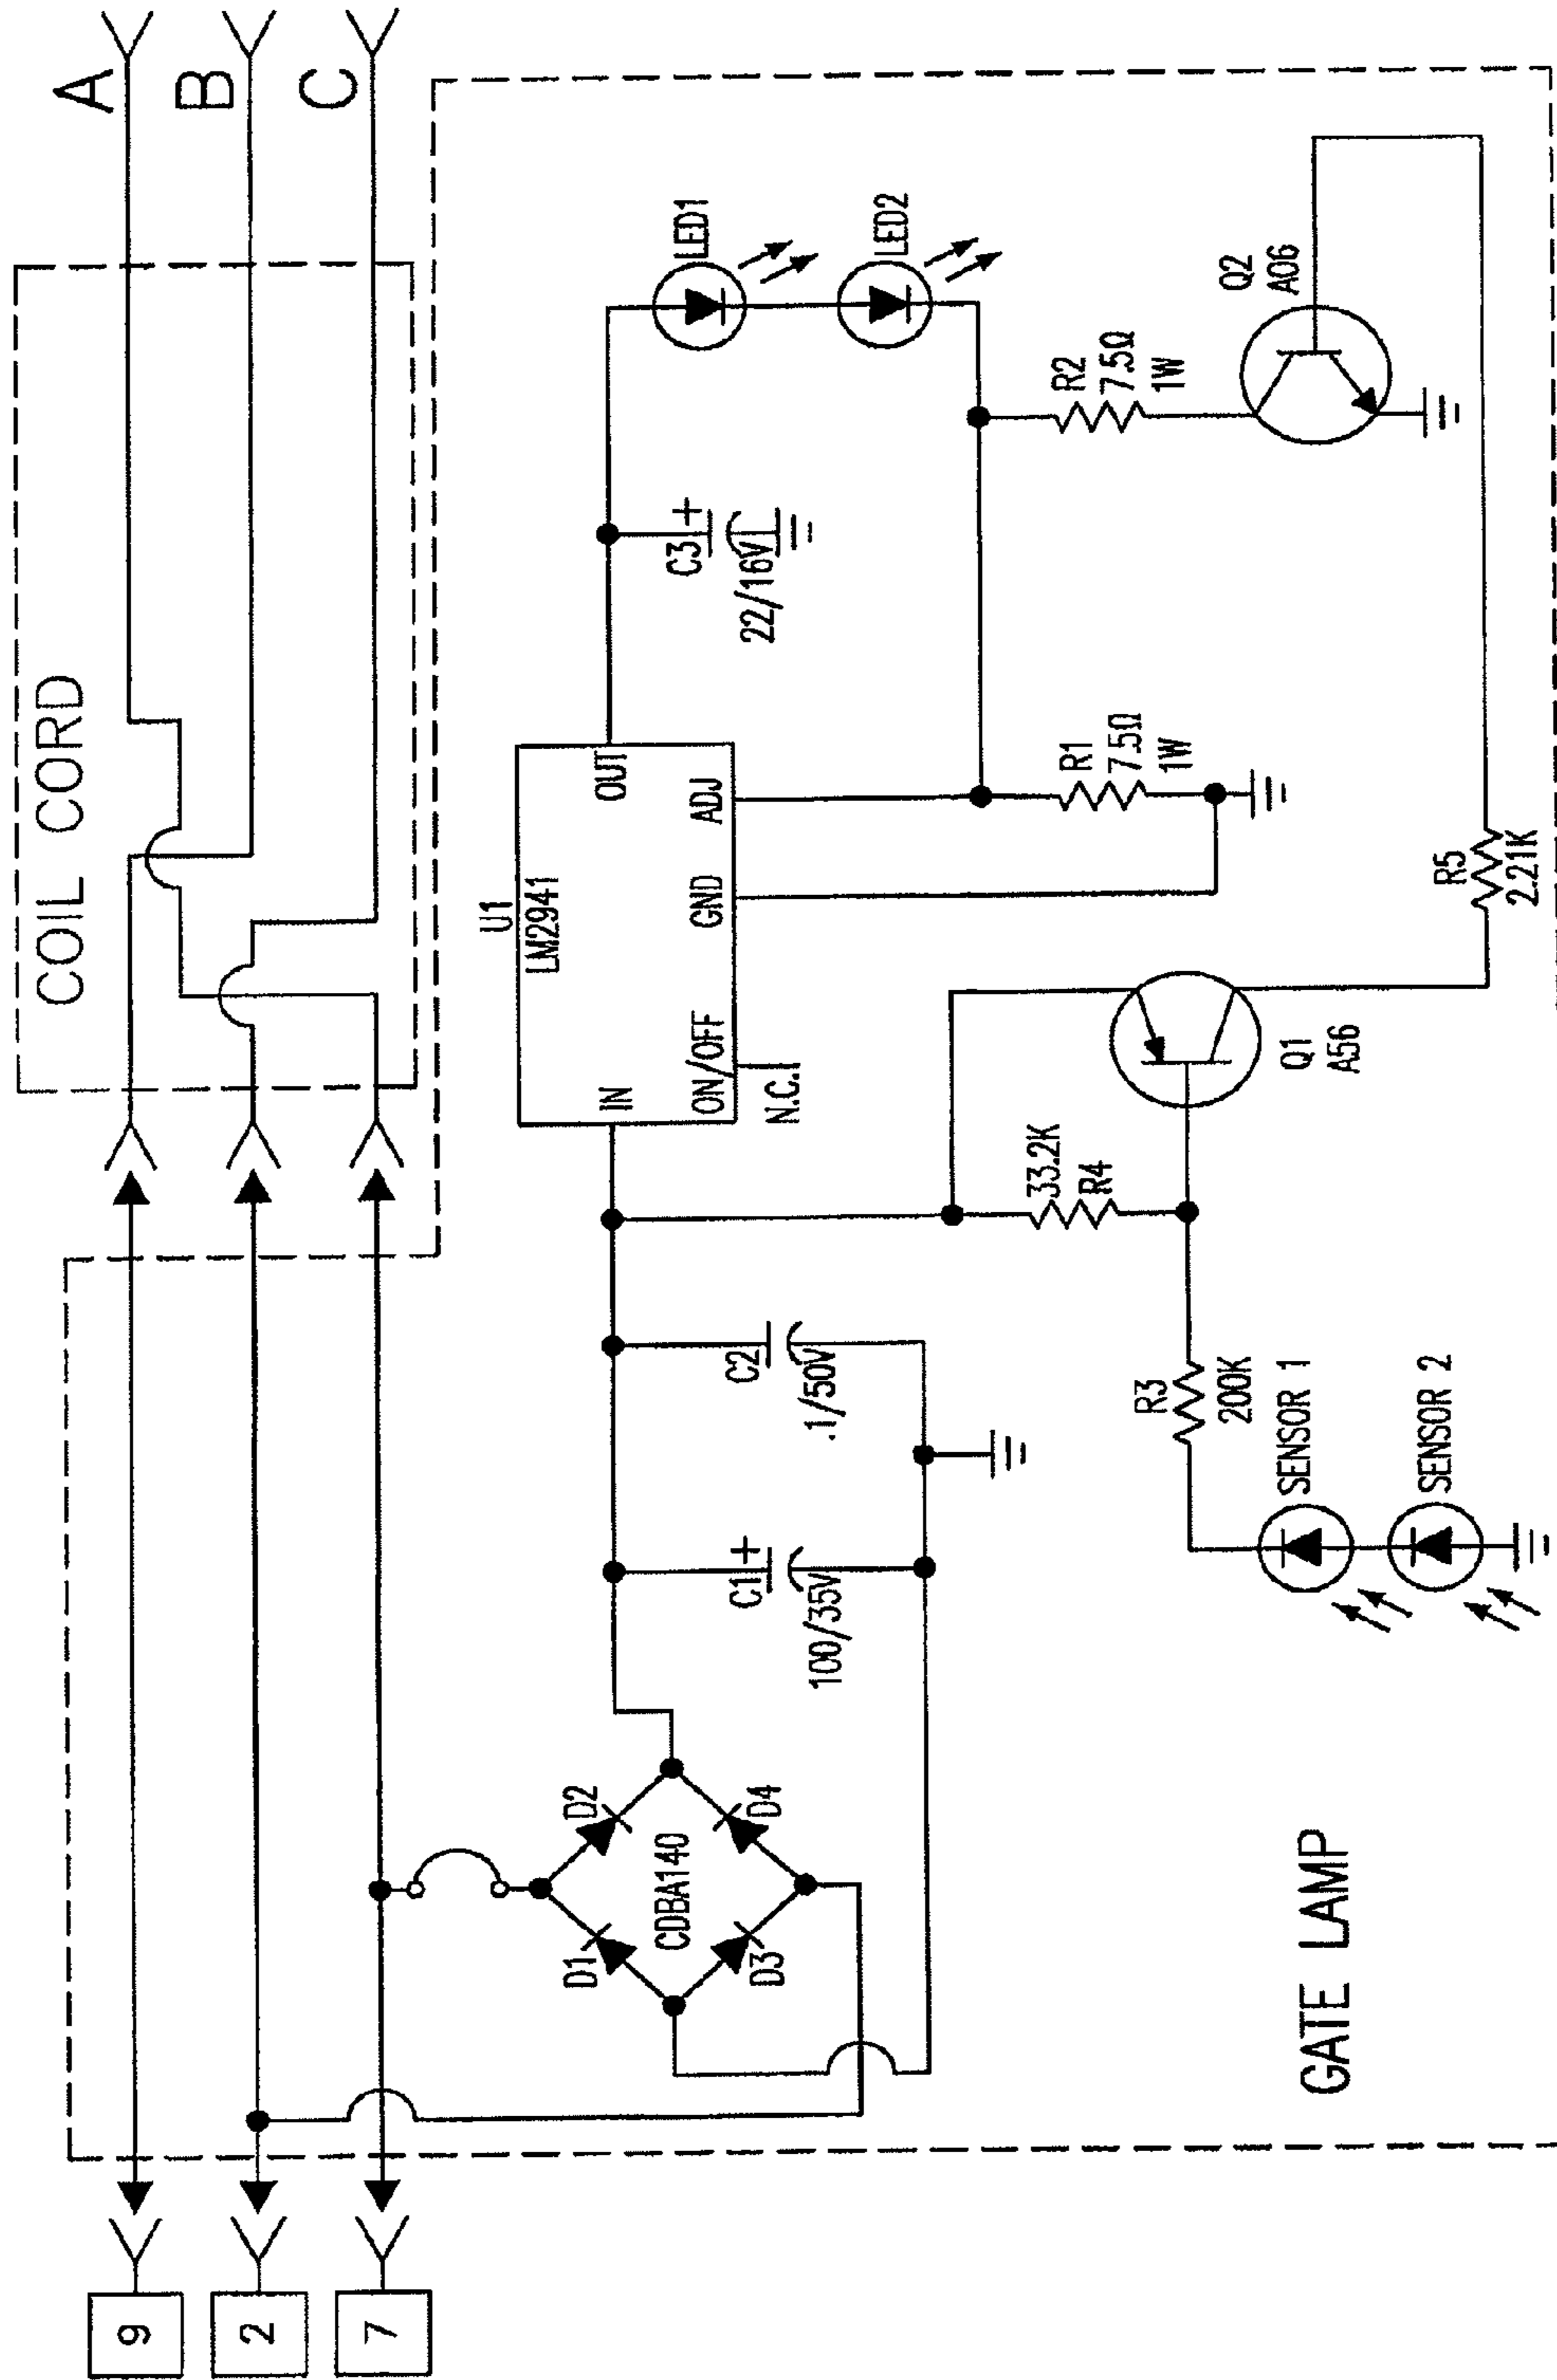 9
2
7
COIL CORD
A
B
C
D1
D2
D3
D4
CDBA140
C1
+
100/35V
C2
.1/50V
U1
LM2941
IN
OUT
ON/OFF
GND
ADJ
N.C.
C3
+
22/16V
LED1
LED2
R1
7.5Ω
1W
R2
7.5Ω
1W
Q2
A06
33.2K
R4
Q1
A56
R3
200K
SENSOR 1
SENSOR 2
R5
2.21K
GATE LAMP